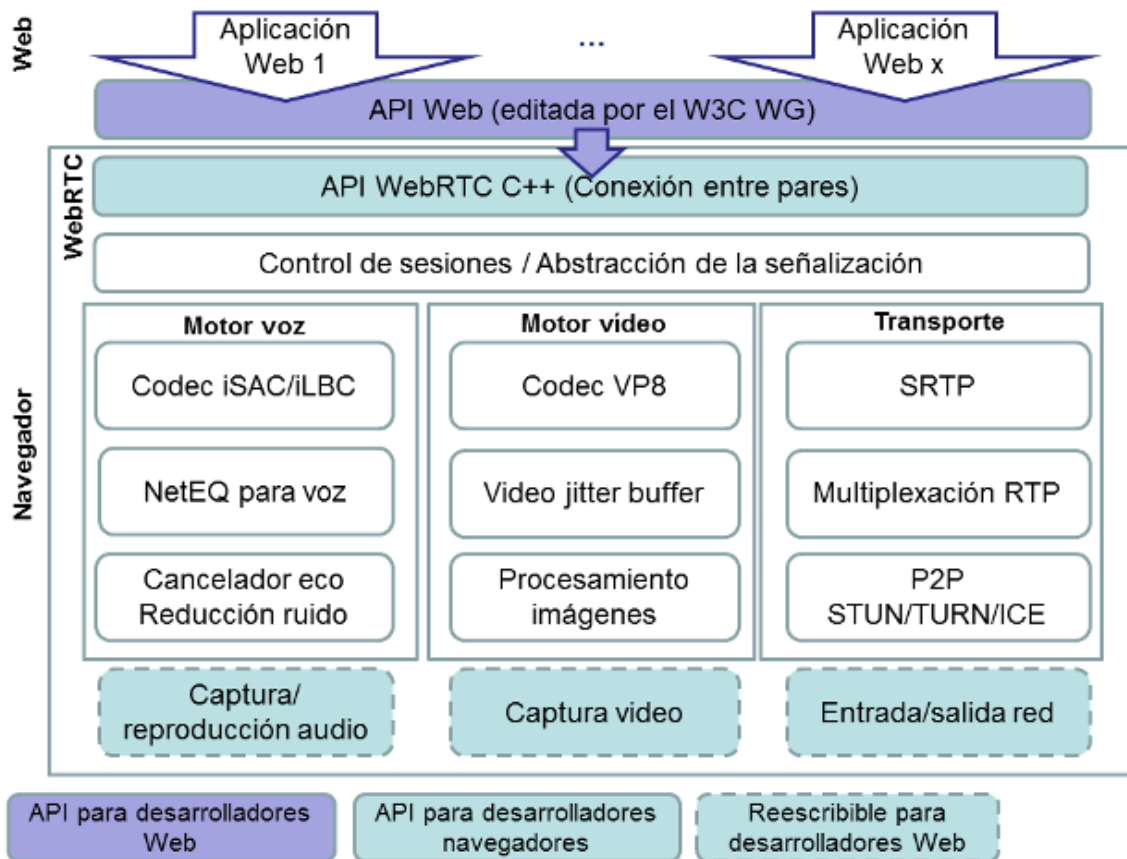 Web
Aplicación
Web 1
...
Aplicación
Web x
API Web (editada por el W3C WG)
WebRTC
API WebRTC C++ (Conexión entre pares)
Control de sesiones / Abstracción de la señalización
Navegador
Motor voz
Codec iSAC/iLBC
NetEQ para voz
Cancelador eco
Reducción ruido
Captura/
reproducción audio
Motor vídeo
Codec VP8
Video jitter buffer
Procesamiento
imágenes
Captura video
Transporte
SRTP
Multiplexación RTP
P2P
STUN/TURN/ICE
Entrada/salida red
API para desarrolladores
Web
API para desarrolladores
navegadores
Reescribible para
desarrolladores Web